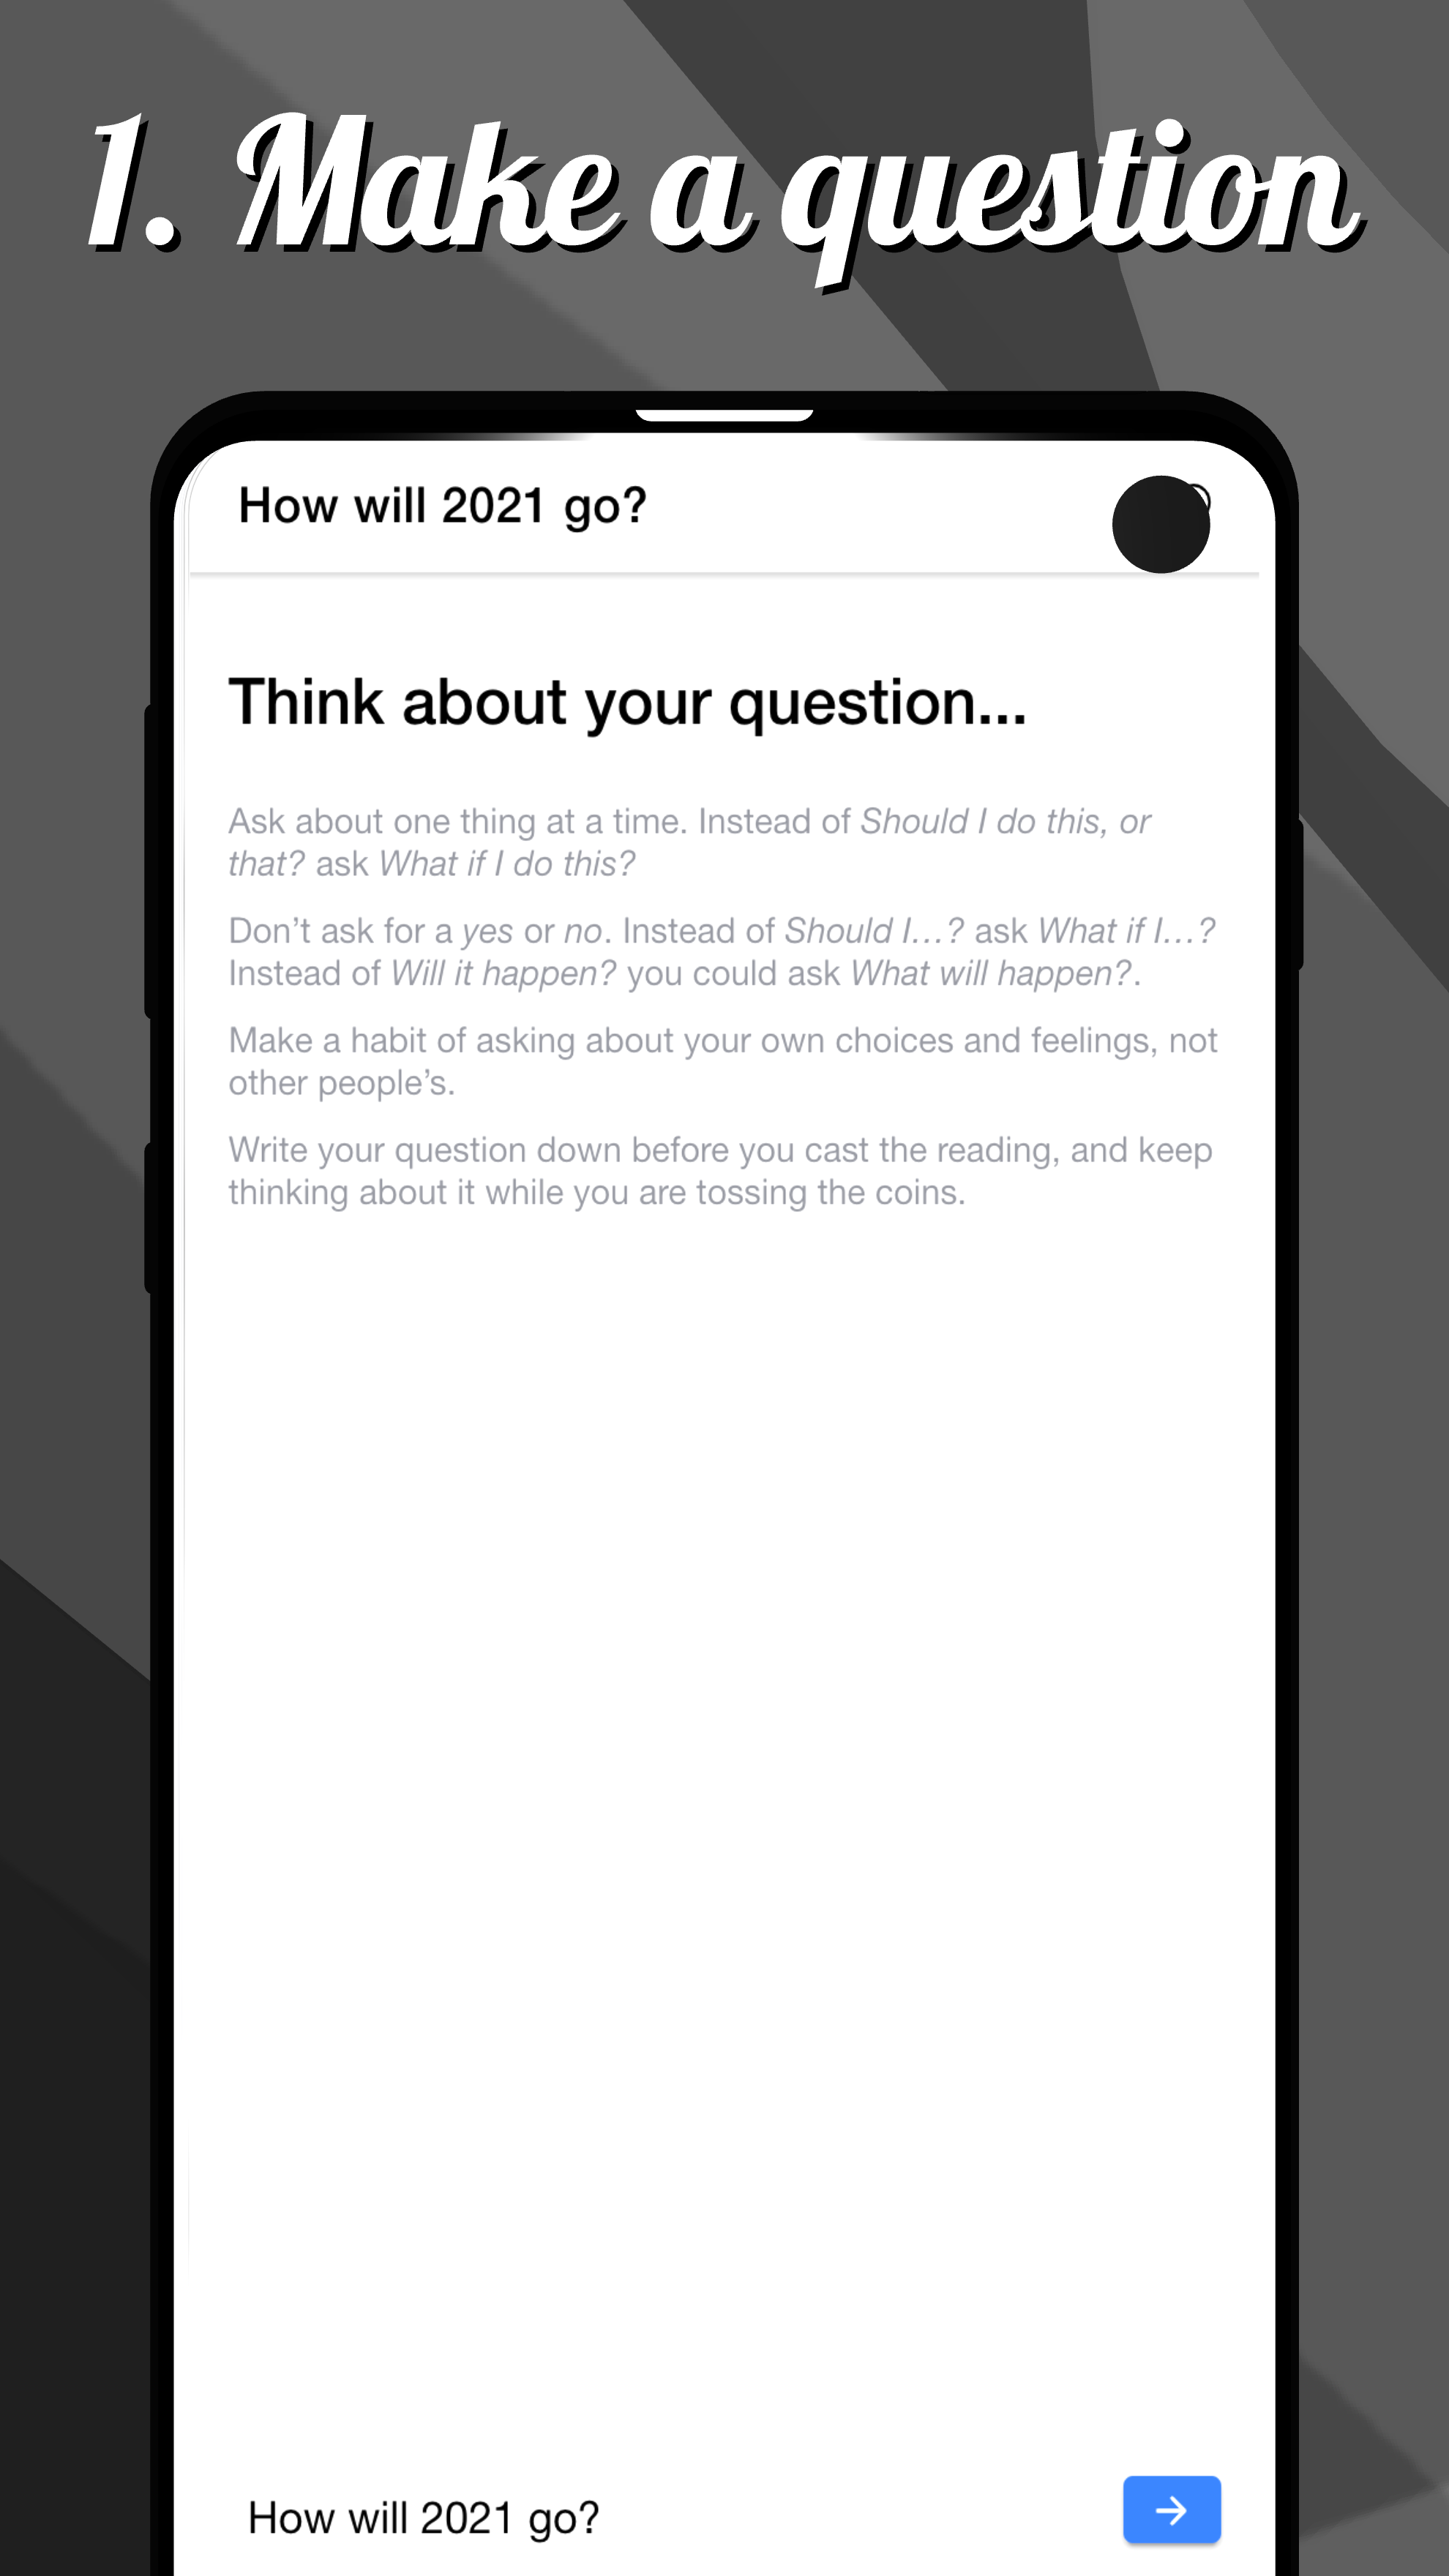 1. Make a question
How will 2021 go?
Think about your question...
Ask about one thing at a time. Instead of Should I do this, or
that? ask What if I do this?
Don’t ask for a yes or no. Instead of Should I…? ask What if I…?
Instead of Will it happen? you could ask What will happen?.
Make a habit of asking about your own choices and feelings, not
other people’s.
Write your question down before you cast the reading, and keep
thinking about it while you are tossing the coins.
How will 2021 go?